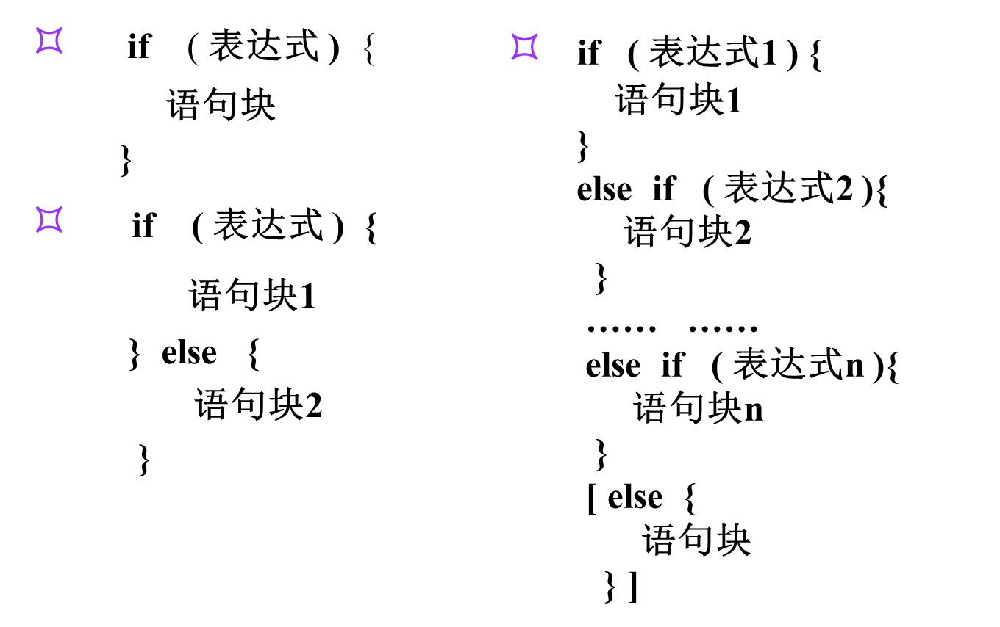 if ( 表达式 ) {
语句块
}
if ( 表达式 ) {
语句块1
} else {
语句块2
}
if ( 表达式1 ) {
语句块1
}
else if ( 表达式2 ){
语句块2
}
…… ……
else if ( 表达式n ){
语句块n
}
[ else {
语句块
} ]